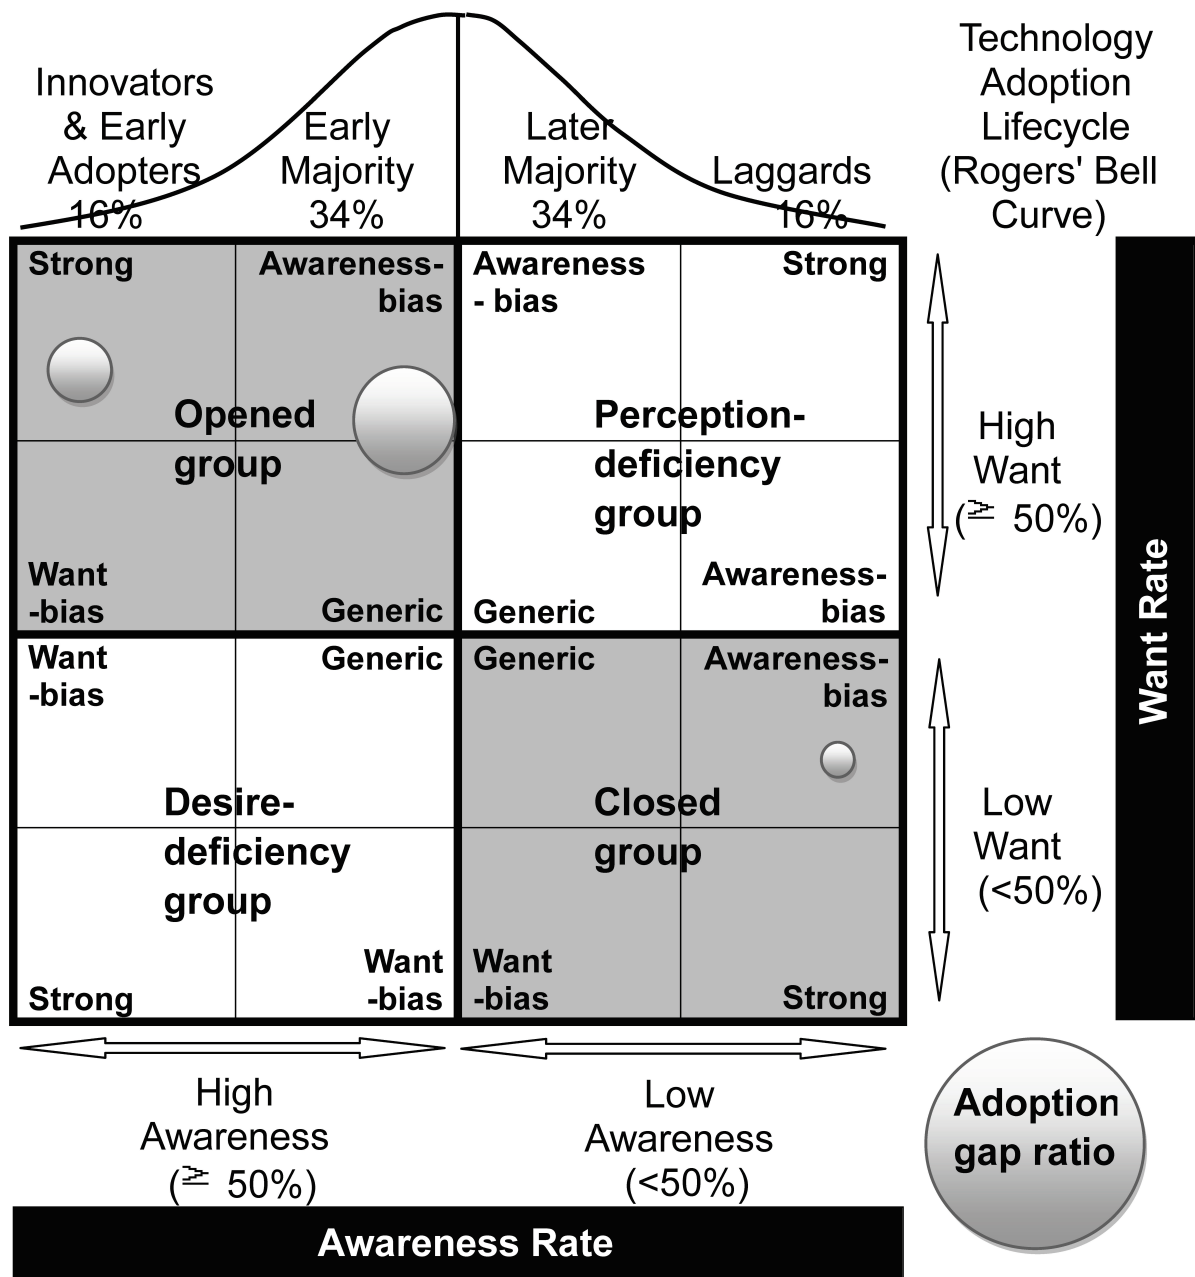 Innovators
& Early
Adopters
16%
Early
Majority
34%
Later
Majority
34%
Laggards
16%
Technology
Adoption
Lifecycle
(Rogers' Bell
Curve)
Strong
Awareness-
bias
Awareness
- bias
Strong
Opened
group
Perception-
deficiency
group
Want
-bias
Generic
Generic
Awareness-
bias
High
Want
(≥ 50%)
Want Rate
Want
-bias
Generic
Generic
Awareness-
bias
Desire-
deficiency
group
Closed
group
Low
Want
(<50%)
Strong
Want
-bias
Want
-bias
Strong
High
Awareness
(≥ 50%)
Low
Awareness
(<50%)
Adoption
gap ratio
Awareness Rate